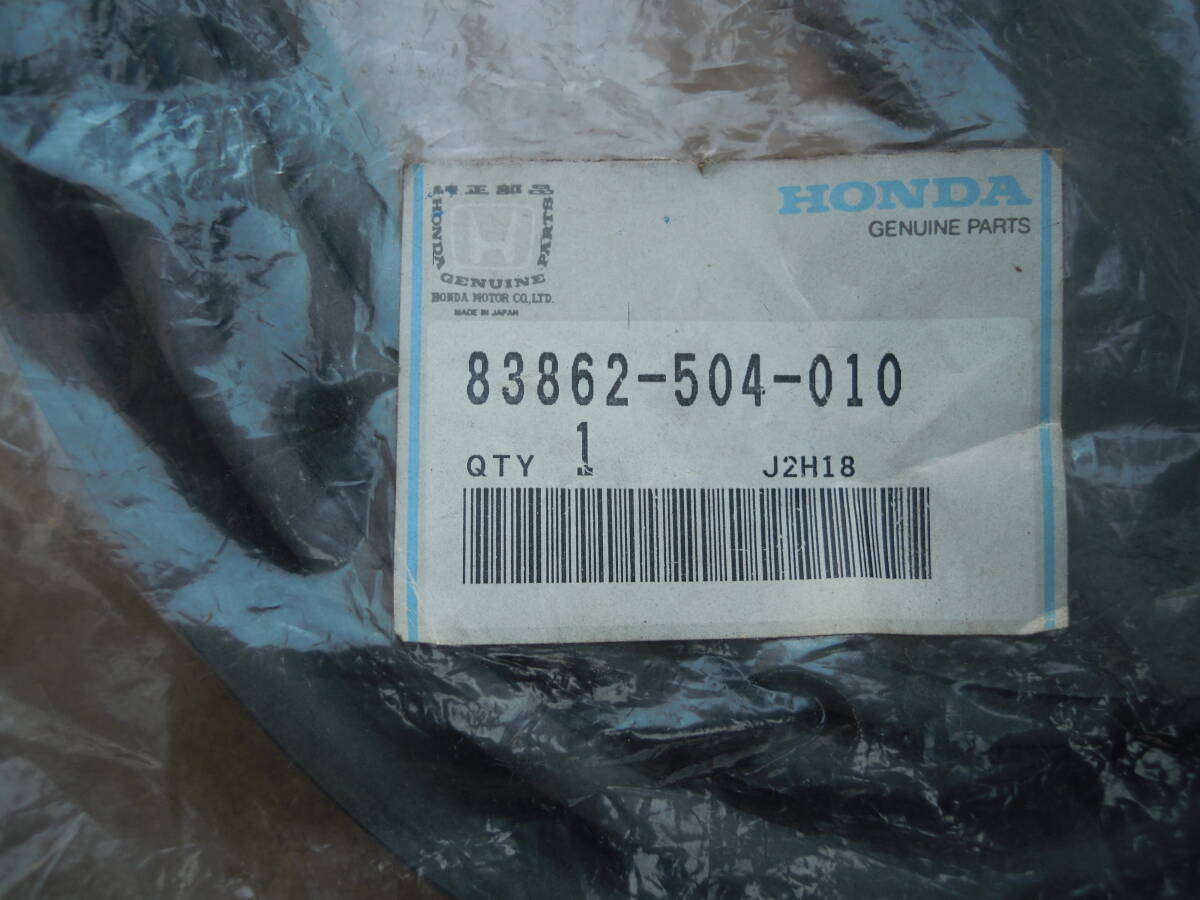 純正部品
HONDA
GENUINE
PARTS
HONDA MOTOR CO.,LTD.
MADE IN JAPAN
HONDA
GENUINE PARTS
83862-504-010
QTY 1 J2H18